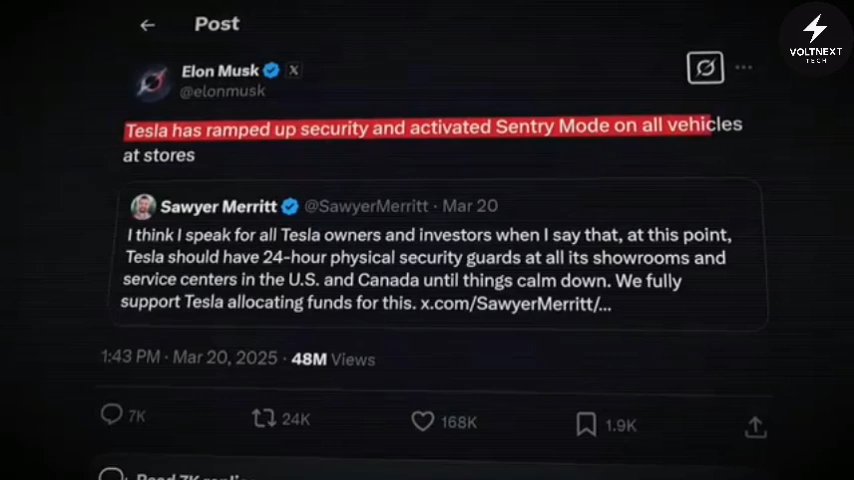 Post
VOLTNEXT
TECH
Elon Musk X
@elonmusk
Tesla has ramped up security and activated Sentry Mode on all vehicles
at stores
Sawyer Merritt @SawyerMerritt · Mar 20
I think I speak for all Tesla owners and investors when I say that, at this point,
Tesla should have 24-hour physical security guards at all its showrooms and
service centers in the U.S. and Canada until things calm down. We fully
support Tesla allocating funds for this. x.com/SawyerMerritt/...
1:43 PM · Mar 20, 2025 · 48M Views
7K 24K 168K 1.9K
Read 7K replies